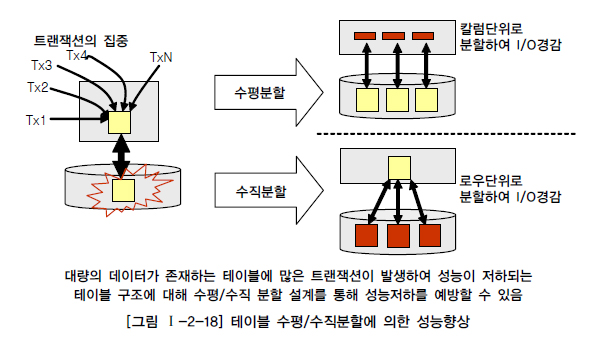 트랜잭션의 집중
Tx4
TxN
Tx3
Tx2
Tx1
수평분할
칼럼단위로
분할하여 I/O경감
수직분할
로우단위로
분할하여 I/O경감
대량의 데이터가 존재하는 테이블에 많은 트랜잭션이 발생하여 성능이 저하되는
테이블 구조에 대해 수평/수직 분할 설계를 통해 성능저하를 예방할 수 있음
[그림 Ⅰ-2-18] 테이블 수평/수직분할에 의한 성능향상